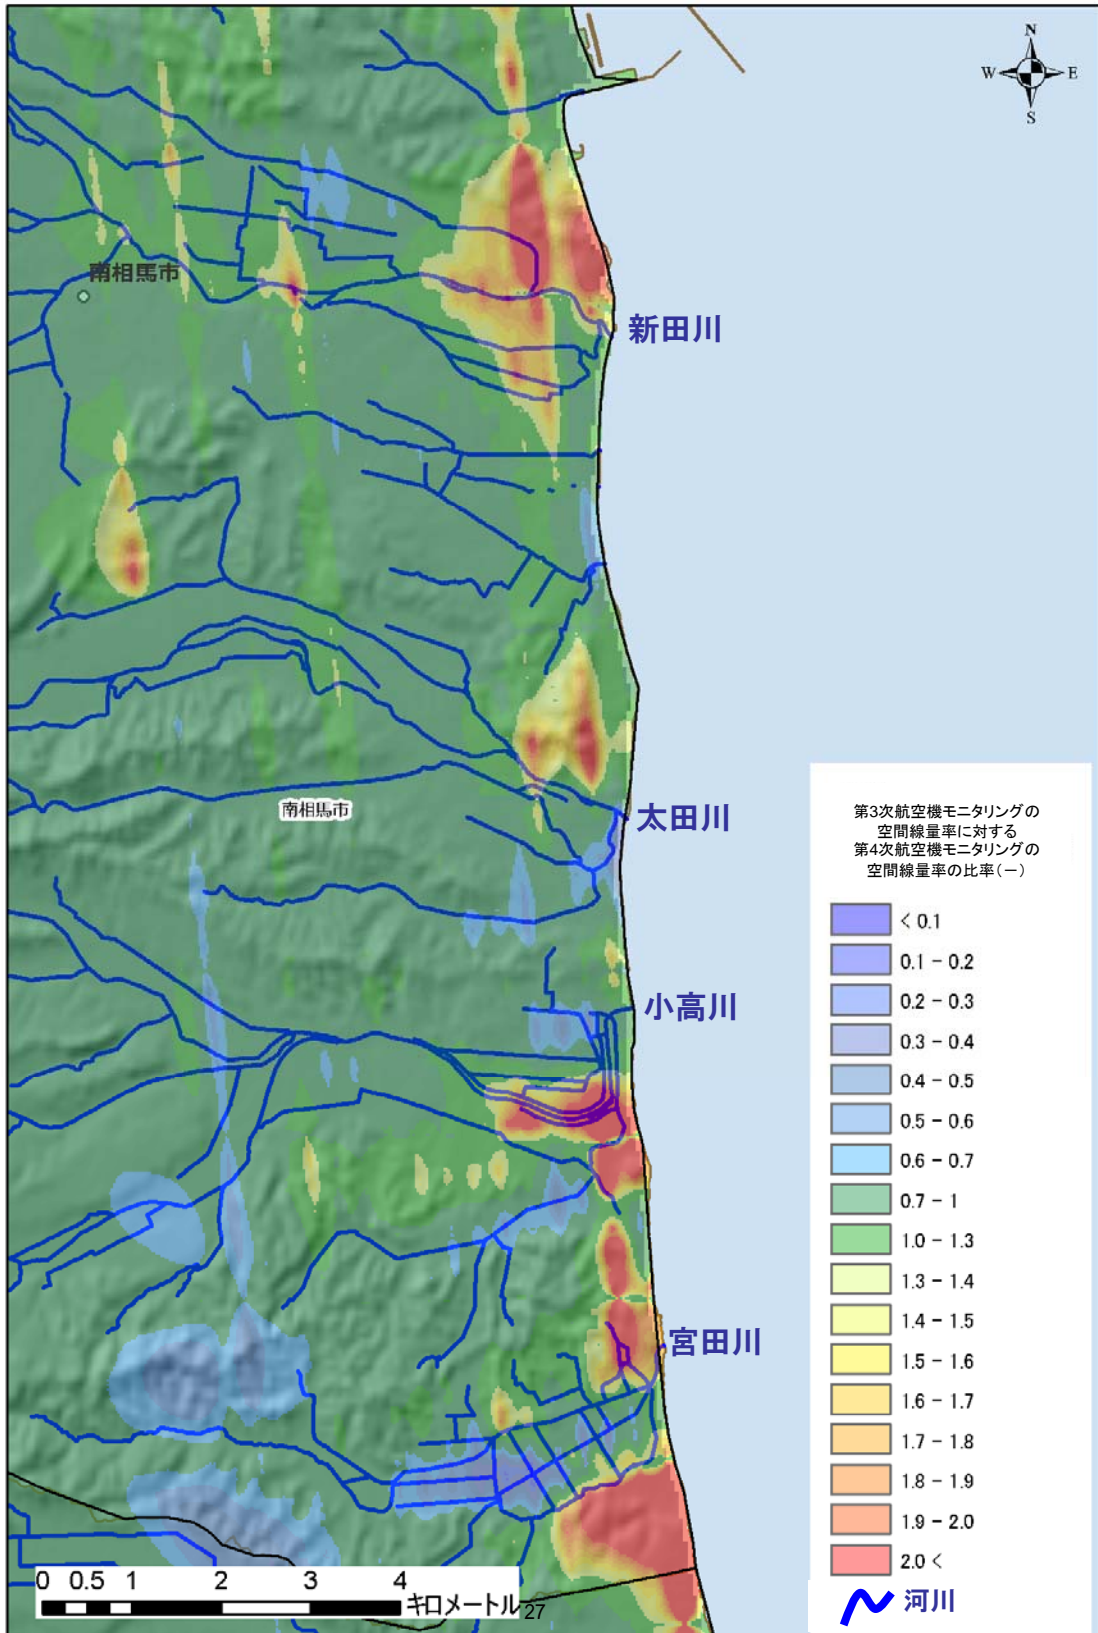 N
W
E
S
南相馬市
新田川
南相馬市
太田川
小高川
宮田川
第3次航空機モニタリングの
空間線量率に対する
第4次航空機モニタリングの
空間線量率の比率(−)
< 0.1
0.1 − 0.2
0.2 − 0.3
0.3 − 0.4
0.4 − 0.5
0.5 − 0.6
0.6 − 0.7
0.7 − 1
1.0 − 1.3
1.3 − 1.4
1.4 − 1.5
1.5 − 1.6
1.6 − 1.7
1.7 − 1.8
1.8 − 1.9
1.9 − 2.0
2.0 <
河川
0 0.5 1 2 3 4
キロメートル
27